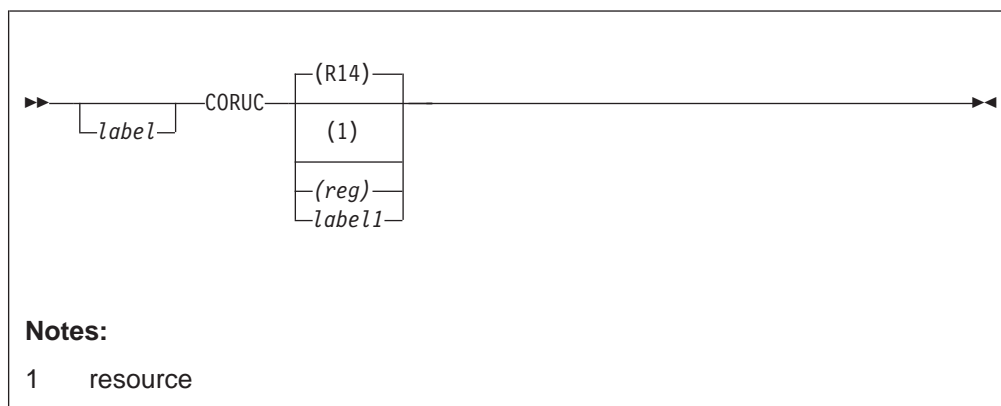 (R14)
CORUC
label
(1)
(reg)
label1
Notes:
1 resource